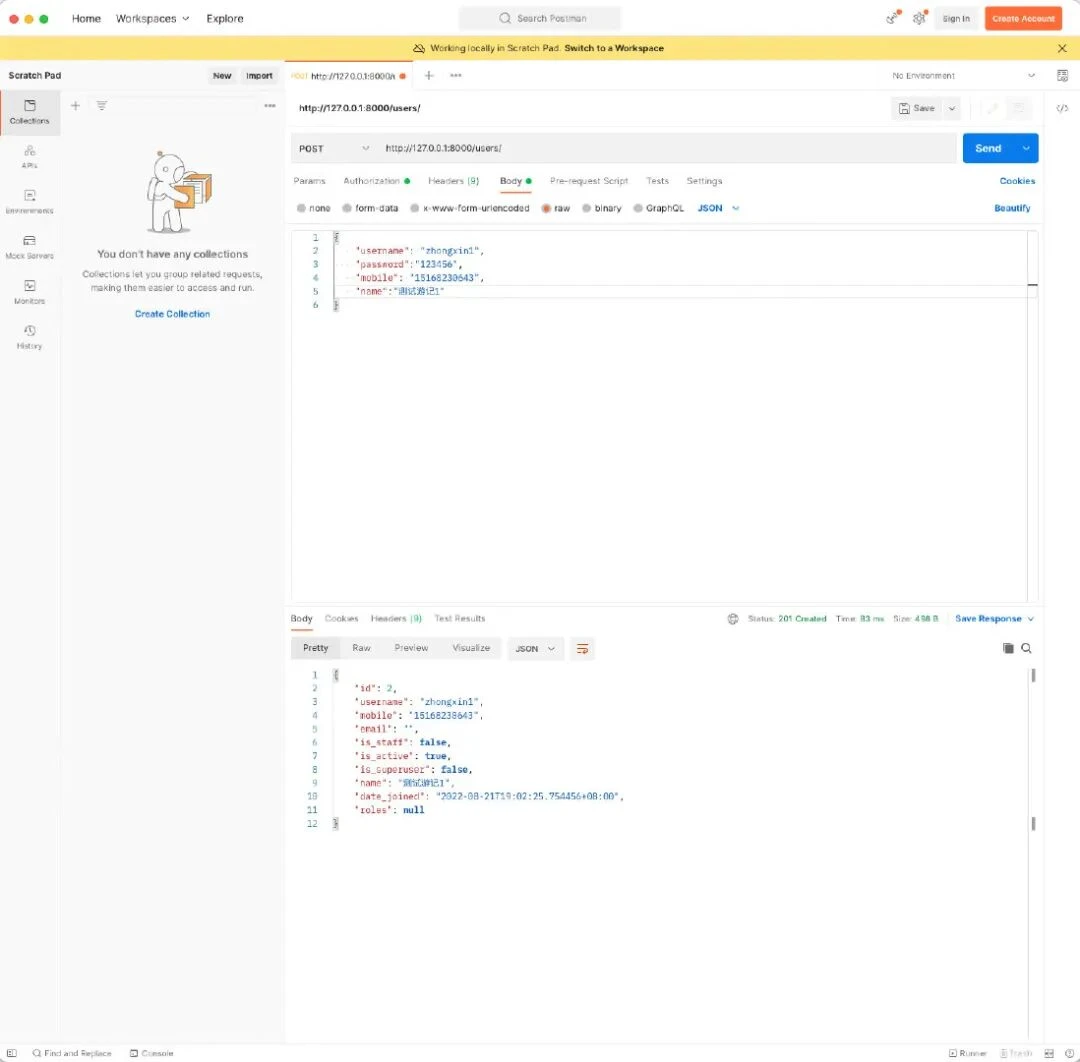 Home Workspaces Explore Search Postman Sign In Create Account
Working locally in Scratch Pad. Switch to a Workspace
Scratch Pad New Import POST http://127.0.0.1:8000/u No Environment
Collections
APIs
Environments
Mock Servers
Monitors
History
You don't have any collections
Collections let you group related requests,
making them easier to access and run.
Create Collection
http://127.0.0.1:8000/users/ Save </>
POST http://127.0.0.1:8000/users/ Send
Params Authorization Headers (9) Body Pre-request Script Tests Settings Cookies
none form-data x-www-form-urlencoded raw binary GraphQL JSON Beautify
1 {
2 "username": "zhongxin1",
3 "password":"123456",
4 "mobile": "15168230643",
5 "name":"测试游记1"
6 }
Body Cookies Headers (9) Test Results Status: 201 Created Time: 83 ms Size: 498 B Save Response
Pretty Raw Preview Visualize JSON
1 {
2 "id": 2,
3 "username": "zhongxin1",
4 "mobile": "15168230643",
5 "email": "",
6 "is_staff": false,
7 "is_active": true,
8 "is_superuser": false,
9 "name": "测试游记1",
10 "date_joined": "2022-08-21T19:02:25.754456+08:00",
11 "roles": null
12 }
Find and Replace Console Runner Trash